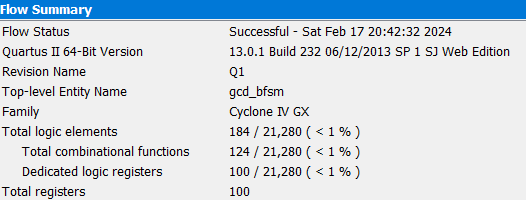 Flow Summary
Flow Status Successful - Sat Feb 17 20:42:32 2024
Quartus II 64-Bit Version 13.0.1 Build 232 06/12/2013 SP 1 SJ Web Edition
Revision Name Q1
Top-level Entity Name gcd_bfsm
Family Cyclone IV GX
Total logic elements 184 / 21,280 ( < 1 % )
Total combinational functions 124 / 21,280 ( < 1 % )
Dedicated logic registers 100 / 21,280 ( < 1 % )
Total registers 100